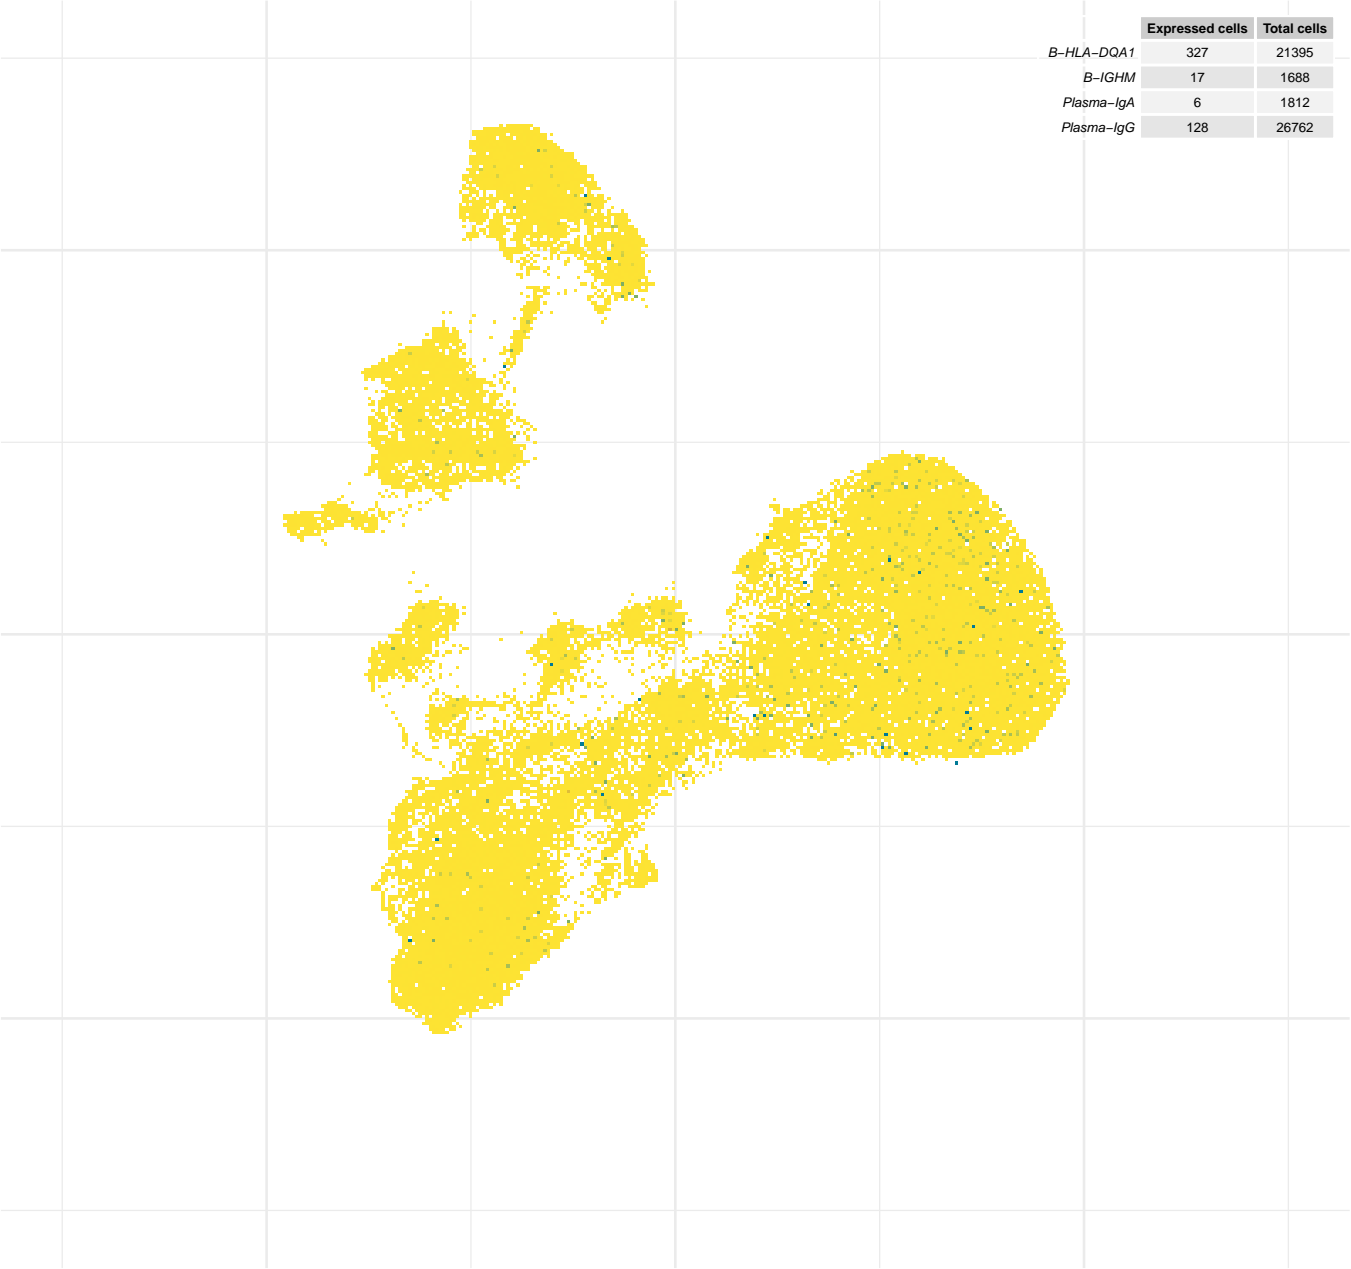 Expressed cells Total cells
B−HLA−DQA1 327 21395
B−IGHM 17 1688
Plasma−IgA 6 1812
Plasma−IgG 128 26762